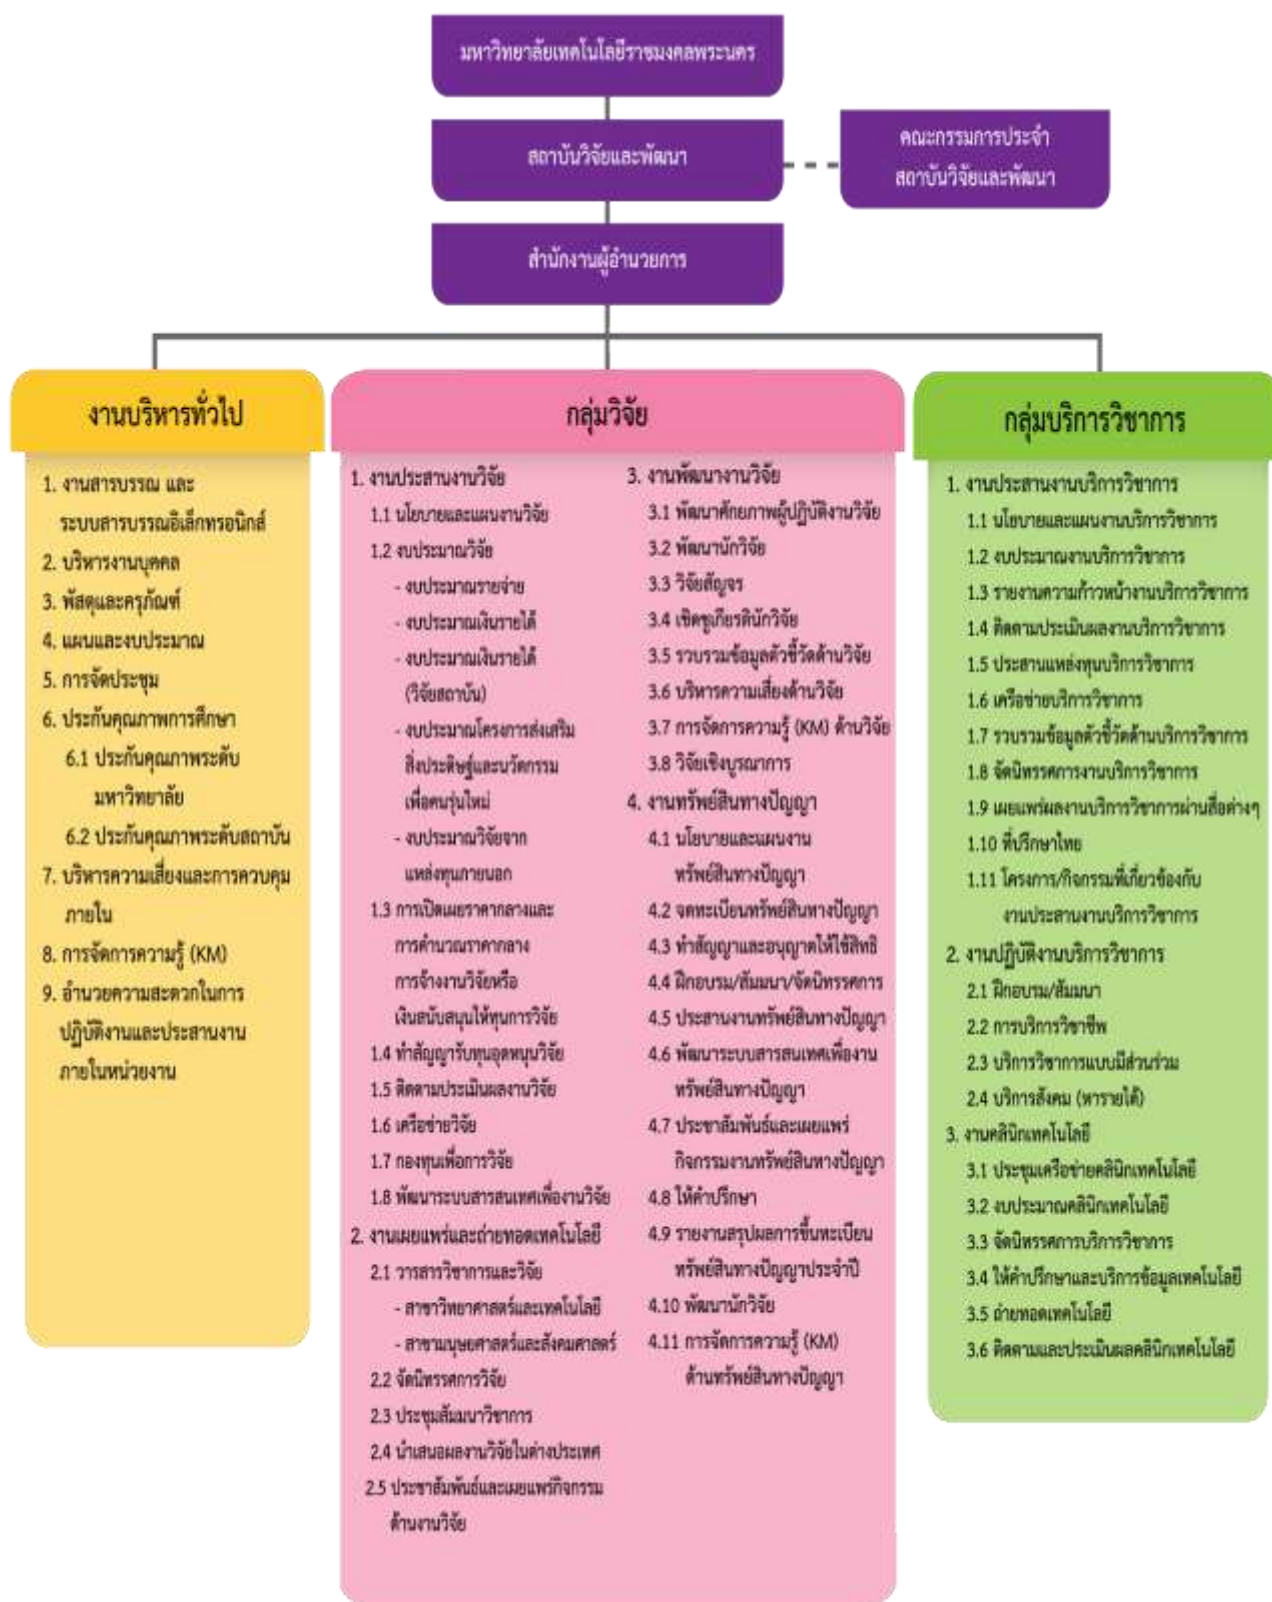 มหาวิทยาลัยเทคโนโลยีราชมงคลพระนคร
สถาบันวิจัยและพัฒนา
คณะกรรมการประจำ
สถาบันวิจัยและพัฒนา
สำนักงานผู้อำนวยการ
งานบริหารทั่วไป
1. งานสารบรรณ และ
ระบบสารบรรณอิเล็กทรอนิกส์
2. บริหารงานบุคคล
3. พัสดุและครุภัณฑ์
4. แผนและงบประมาณ
5. การจัดประชุม
6. ประกันคุณภาพการศึกษา
6.1 ประกันคุณภาพระดับ
มหาวิทยาลัย
6.2 ประกันคุณภาพระดับสถาบัน
7. บริหารความเสี่ยงและการควบคุม
ภายใน
8. การจัดการความรู้ (KM)
9. อำนวยความสะดวกในการ
ปฏิบัติงานและประสานงาน
ภายในหน่วยงาน
กลุ่มวิจัย
1. งานประสานงานวิจัย
1.1 นโยบายและแผนงานวิจัย
1.2 งบประมาณวิจัย
- งบประมาณรายจ่าย
- งบประมาณเงินรายได้
- งบประมาณเงินรายได้
(วิจัยสถาบัน)
- งบประมาณโครงการส่งเสริม
สิ่งประดิษฐ์และนวัตกรรม
เพื่อคนรุ่นใหม่
- งบประมาณวิจัยจาก
แหล่งทุนภายนอก
1.3 การเปิดเผยราคากลางและ
การคำนวณราคากลาง
การจ้างงานวิจัยหรือ
เงินสนับสนุนให้ทุนการวิจัย
1.4 ทำสัญญารับทุนอุดหนุนวิจัย
1.5 ติดตามประเมินผลงานวิจัย
1.6 เครือข่ายวิจัย
1.7 กองทุนเพื่อการวิจัย
1.8 พัฒนาระบบสารสนเทศเพื่องานวิจัย
2. งานเผยแพร่และถ่ายทอดเทคโนโลยี
2.1 วารสารวิชาการและวิจัย
- สาขาวิทยาศาสตร์และเทคโนโลยี
- สาขามนุษยศาสตร์และสังคมศาสตร์
2.2 จัดนิทรรศการวิจัย
2.3 ประชุมสัมมนาวิชาการ
2.4 นำเสนอผลงานวิจัยในต่างประเทศ
2.5 ประชาสัมพันธ์และเผยแพร่กิจกรรม
ด้านงานวิจัย
3. งานพัฒนางานวิจัย
3.1 พัฒนาศักยภาพผู้ปฏิบัติงานวิจัย
3.2 พัฒนานักวิจัย
3.3 วิจัยสัญจร
3.4 เชิดชูเกียรตินักวิจัย
3.5 รวบรวมข้อมูลตัวชี้วัดด้านวิจัย
3.6 บริหารความเสี่ยงด้านวิจัย
3.7 การจัดการความรู้ (KM) ด้านวิจัย
3.8 วิจัยเชิงบูรณาการ
4. งานทรัพย์สินทางปัญญา
4.1 นโยบายและแผนงาน
ทรัพย์สินทางปัญญา
4.2 จดทะเบียนทรัพย์สินทางปัญญา
4.3 ทำสัญญาและอนุญาตให้ใช้สิทธิ
4.4 ฝึกอบรม/สัมมนา/จัดนิทรรศการ
4.5 ประสานงานทรัพย์สินทางปัญญา
4.6 พัฒนาระบบสารสนเทศเพื่องาน
ทรัพย์สินทางปัญญา
4.7 ประชาสัมพันธ์และเผยแพร่
กิจกรรมงานทรัพย์สินทางปัญญา
4.8 ให้คำปรึกษา
4.9 รายงานสรุปผลการขึ้นทะเบียน
ทรัพย์สินทางปัญญาประจำปี
4.10 พัฒนานักวิจัย
4.11 การจัดการความรู้ (KM)
ด้านทรัพย์สินทางปัญญา
กลุ่มบริการวิชาการ
1. งานประสานงานบริการวิชาการ
1.1 นโยบายและแผนงานบริการวิชาการ
1.2 งบประมาณงานบริการวิชาการ
1.3 รายงานความก้าวหน้างานบริการวิชาการ
1.4 ติดตามประเมินผลงานบริการวิชาการ
1.5 ประสานแหล่งทุนบริการวิชาการ
1.6 เครือข่ายบริการวิชาการ
1.7 รวบรวมข้อมูลตัวชี้วัดด้านบริการวิชาการ
1.8 จัดนิทรรศการงานบริการวิชาการ
1.9 เผยแพร่ผลงานบริการวิชาการผ่านสื่อต่างๆ
1.10 ที่ปรึกษาไทย
1.11 โครงการ/กิจกรรมที่เกี่ยวข้องกับ
งานประสานงานบริการวิชาการ
2. งานปฏิบัติงานบริการวิชาการ
2.1 ฝึกอบรม/สัมมนา
2.2 การบริการวิชาชีพ
2.3 บริการวิชาการแบบมีส่วนร่วม
2.4 บริการสังคม (หารายได้)
3. งานคลินิกเทคโนโลยี
3.1 ประชุมเครือข่ายคลินิกเทคโนโลยี
3.2 งบประมาณคลินิกเทคโนโลยี
3.3 จัดนิทรรศการบริการวิชาการ
3.4 ให้คำปรึกษาและบริการข้อมูลเทคโนโลยี
3.5 ถ่ายทอดเทคโนโลยี
3.6 ติดตามและประเมินผลคลินิกเทคโนโลยี